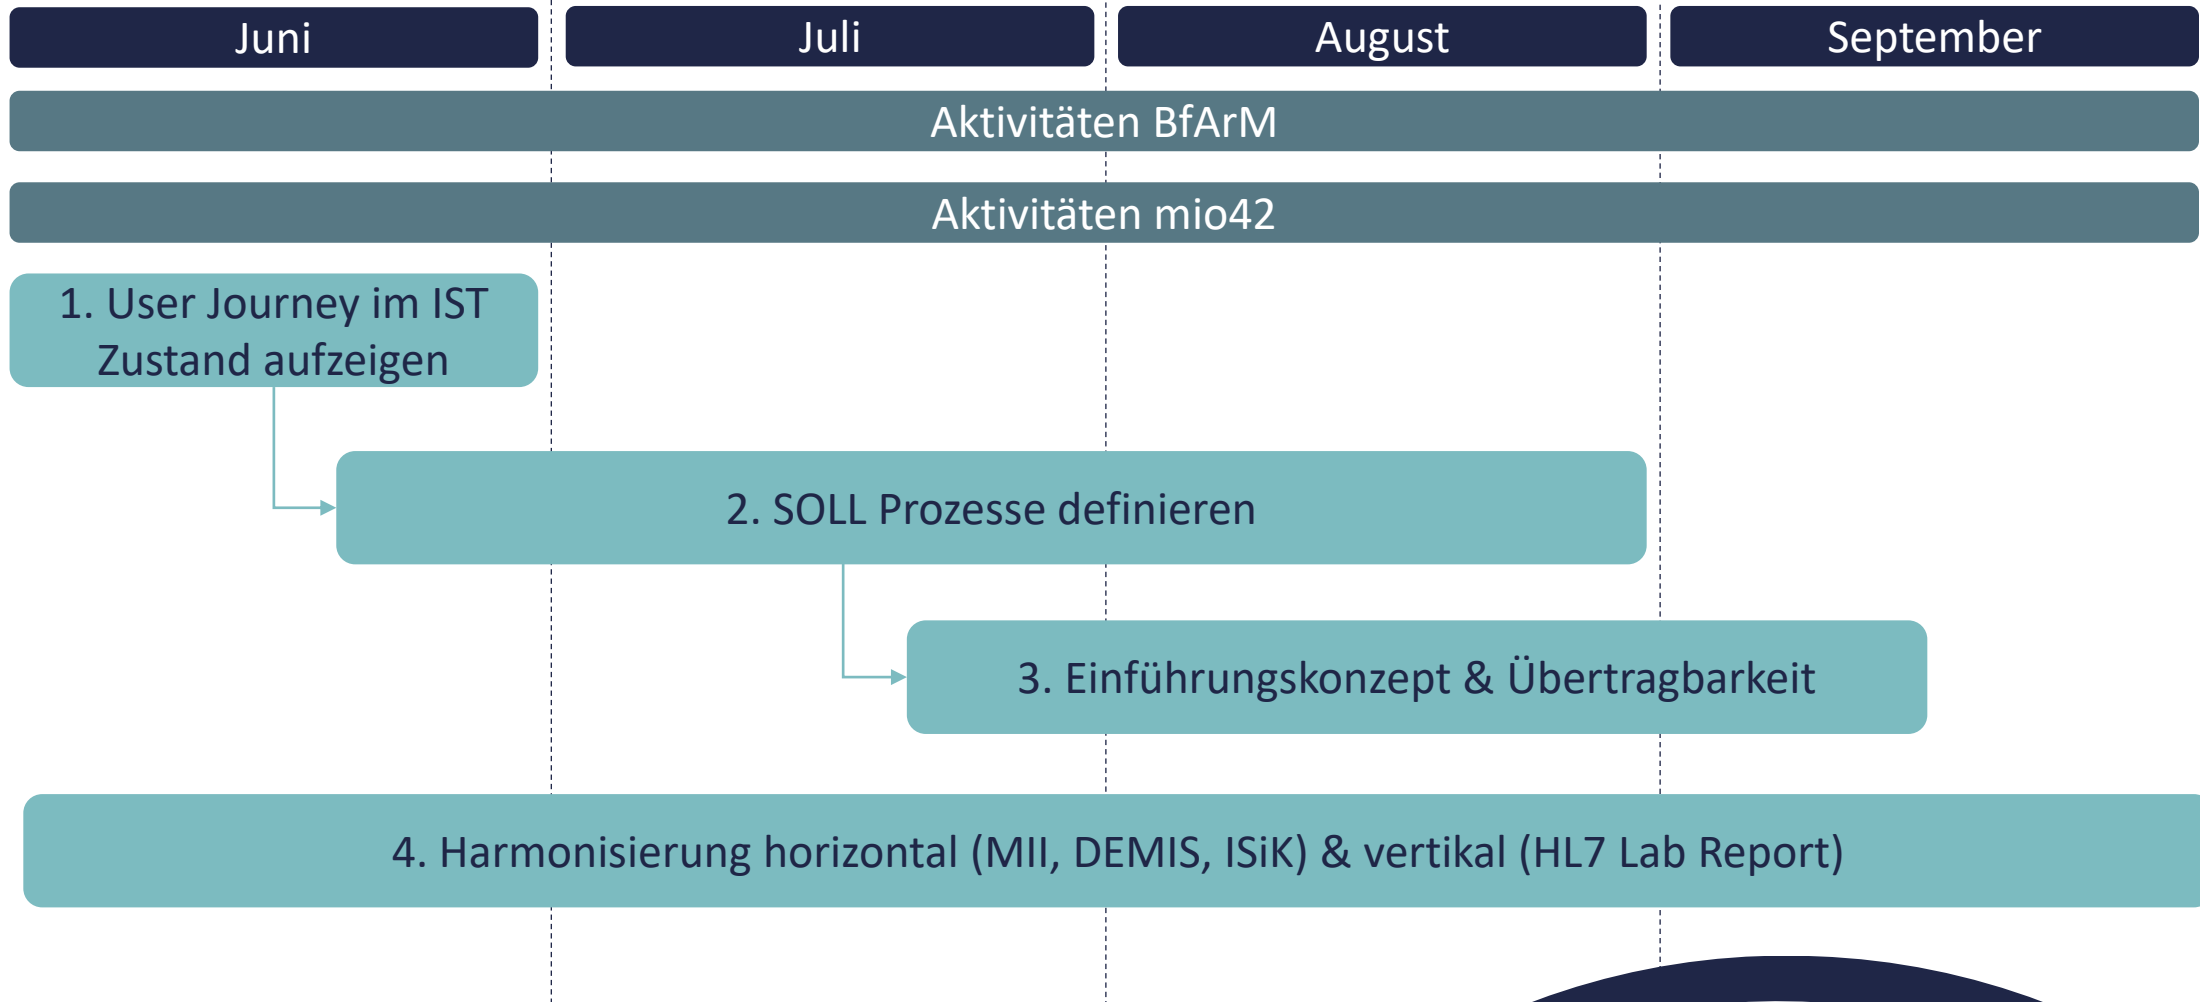 Juni
Juli
August
September
Aktivitäten BfArM
Aktivitäten mio42
1. User Journey im IST
Zustand aufzeigen
2. SOLL Prozesse definieren
3. Einführungskonzept & Übertragbarkeit
4. Harmonisierung horizontal (MII, DEMIS, ISiK) & vertikal (HL7 Lab Report)